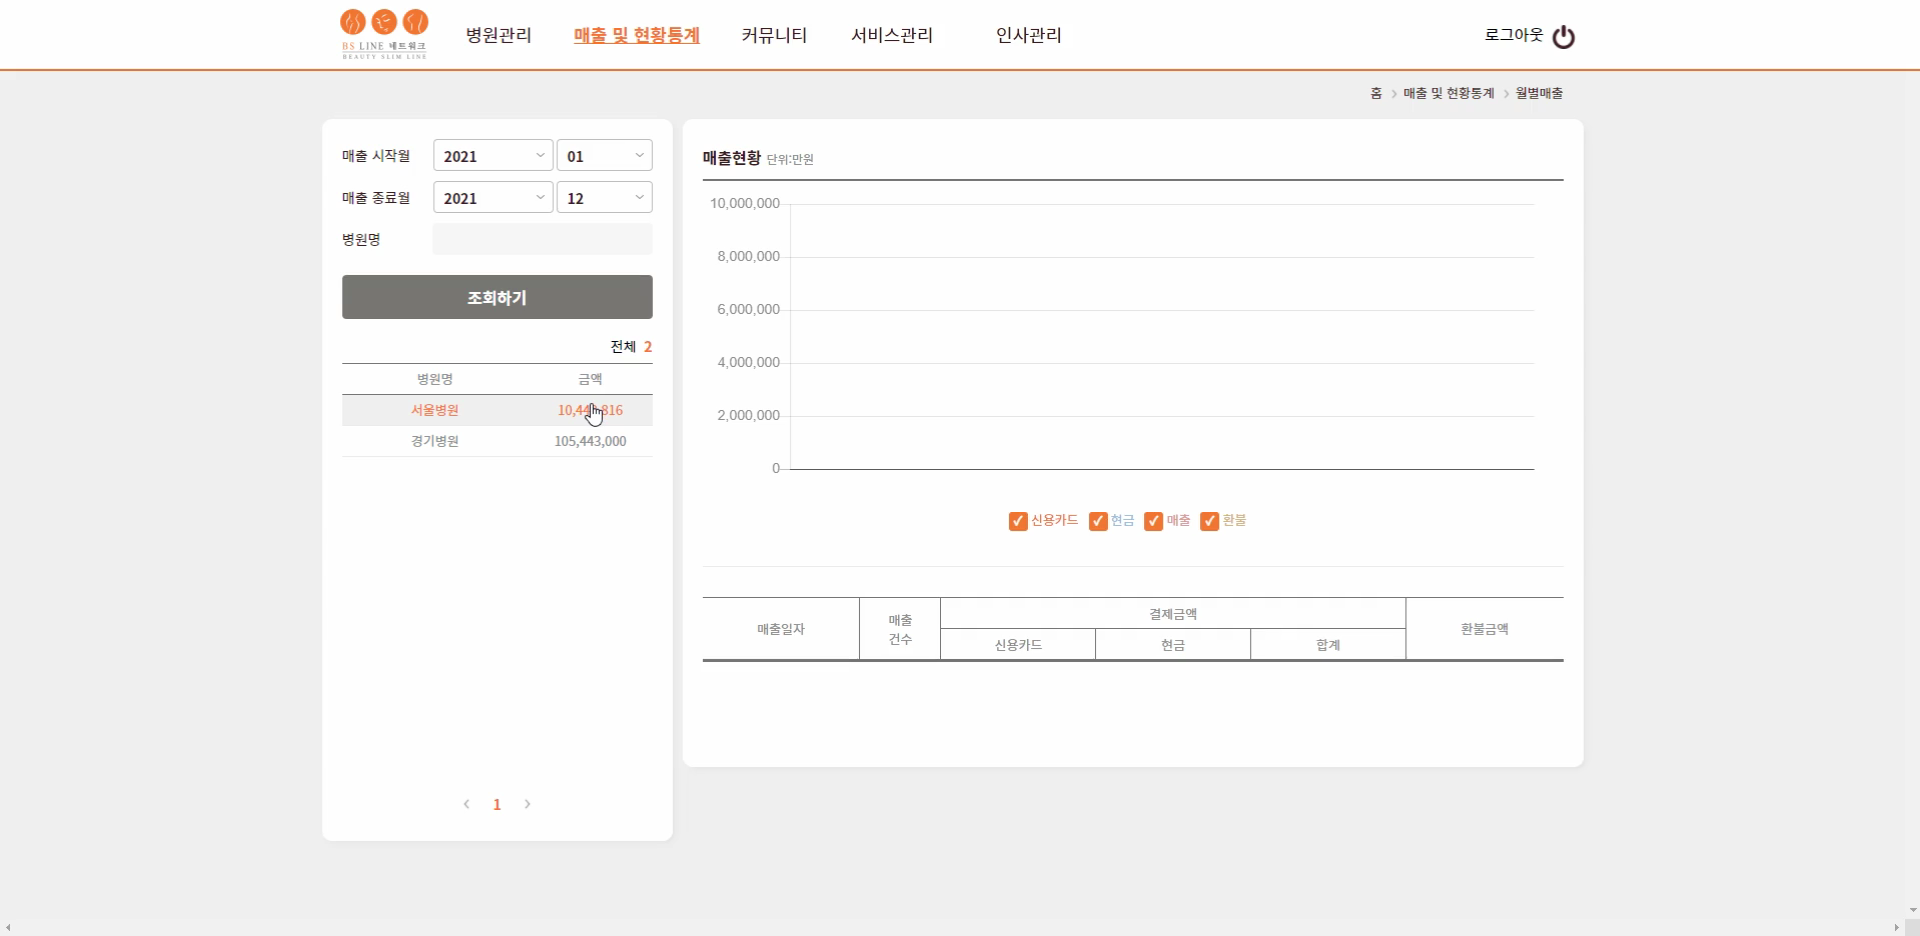 BS LINE 네트워크
BEAUTY SLIM LINE
병원관리
매출 및 현황통계
커뮤니티
서비스관리
인사관리
로그아웃
홈 > 매출 및 현황통계 > 월별매출
매출 시작월 2021 01
매출 종료월 2021 12
병원명
조회하기
전체 2
병원명 금액
서울병원
경기병원 105,443,000
1
매출현황 단위:만원
10,000,000
8,000,000
6,000,000
4,000,000
2,000,000
0
신용카드 현금 매출 환불
매출일자
매출
건수
결제금액
신용카드 현금 합계
환불금액